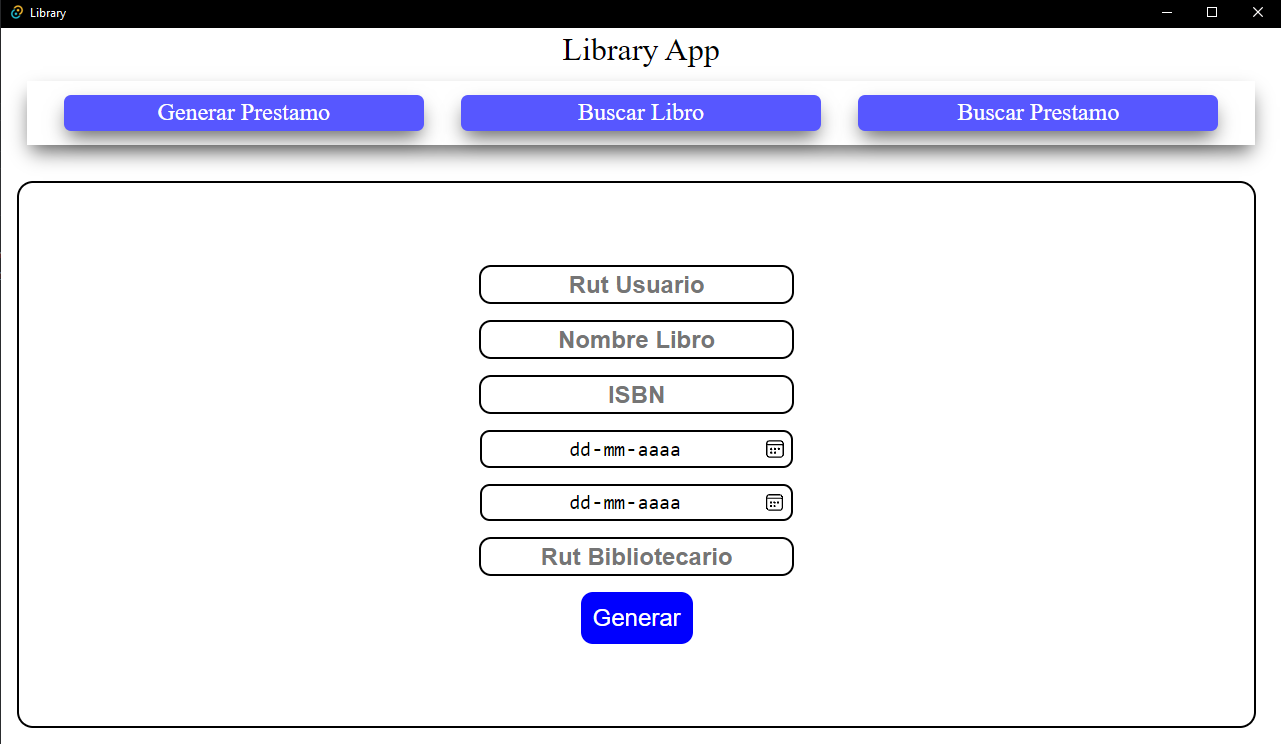 Library
Library App
Generar Prestamo
Buscar Libro
Buscar Prestamo
Rut Usuario
Nombre Libro
ISBN
dd-mm-aaaa
dd-mm-aaaa
Rut Bibliotecario
Generar